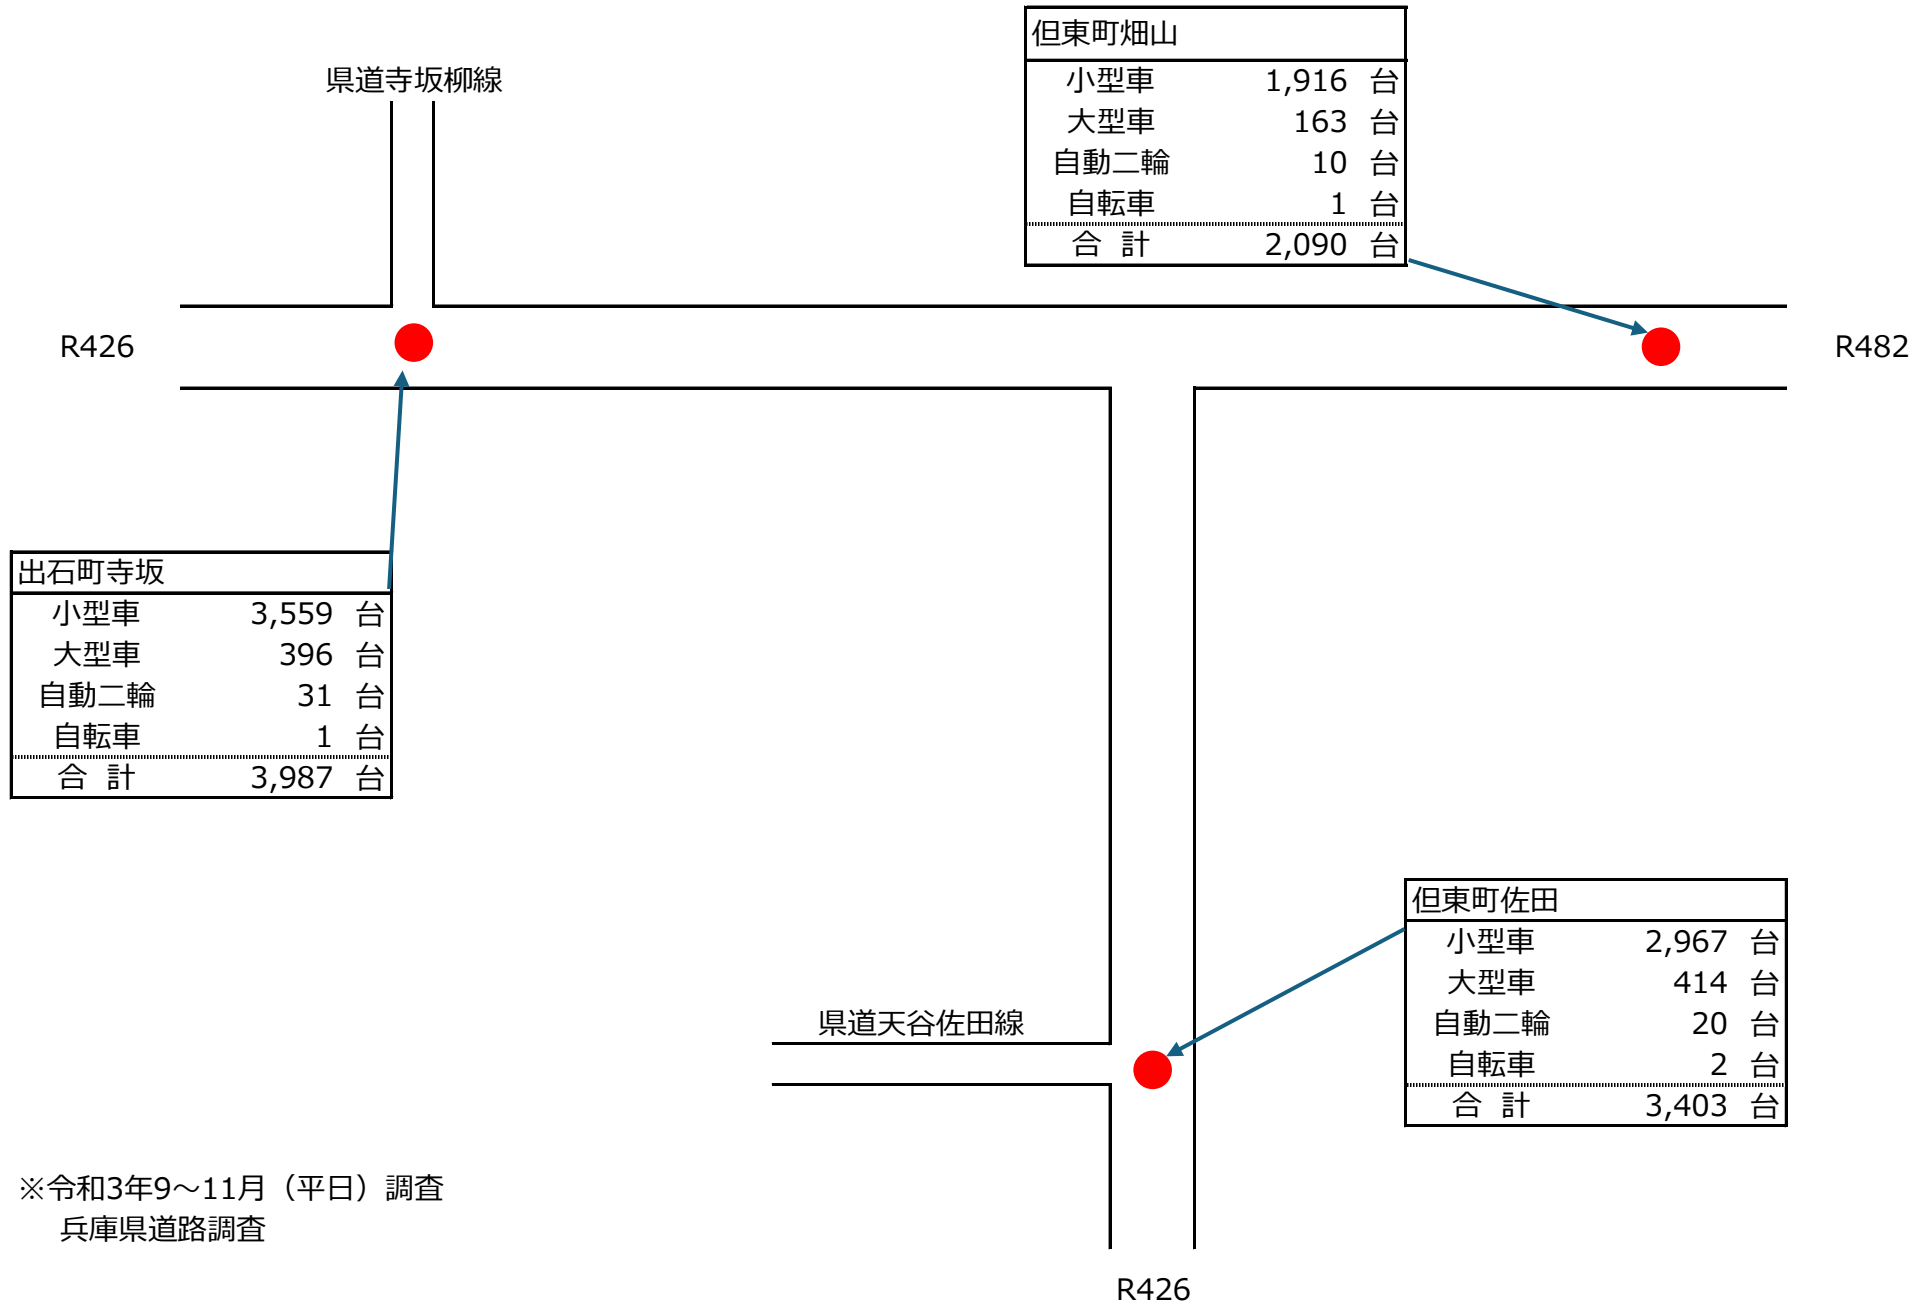 但東町畑山
小型車 1,916 台
大型車 163 台
自動二輪 10 台
自転車 1 台
合 計 2,090 台
県道寺坂柳線
R426
R482
出石町寺坂
小型車 3,559 台
大型車 396 台
自動二輪 31 台
自転車 1 台
合 計 3,987 台
但東町佐田
小型車 2,967 台
大型車 414 台
自動二輪 20 台
自転車 2 台
合 計 3,403 台
県道天谷佐田線
※令和3年9～11月（平日）調査
兵庫県道路調査
R426